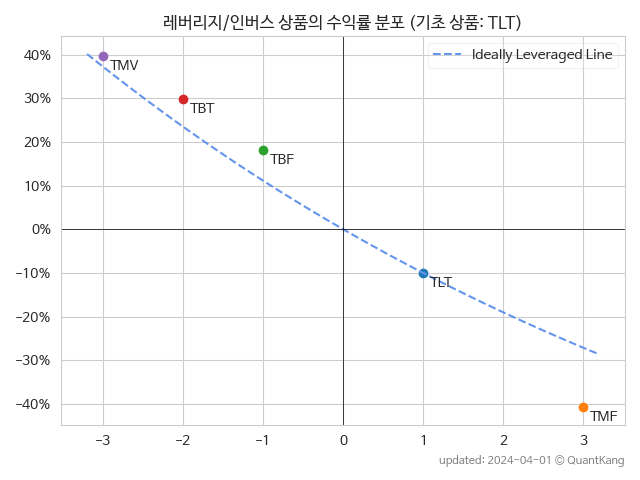 레버리지/인버스 상품의 수익률 분포 (기초 상품: TLT)
40%
30%
20%
10%
0%
−10%
−20%
−30%
−40%
Ideally Leveraged Line
TMV
TBT
TBF
TLT
TMF
−3 −2 −1 0 1 2 3
updated: 2024-04-01 © QuantKang